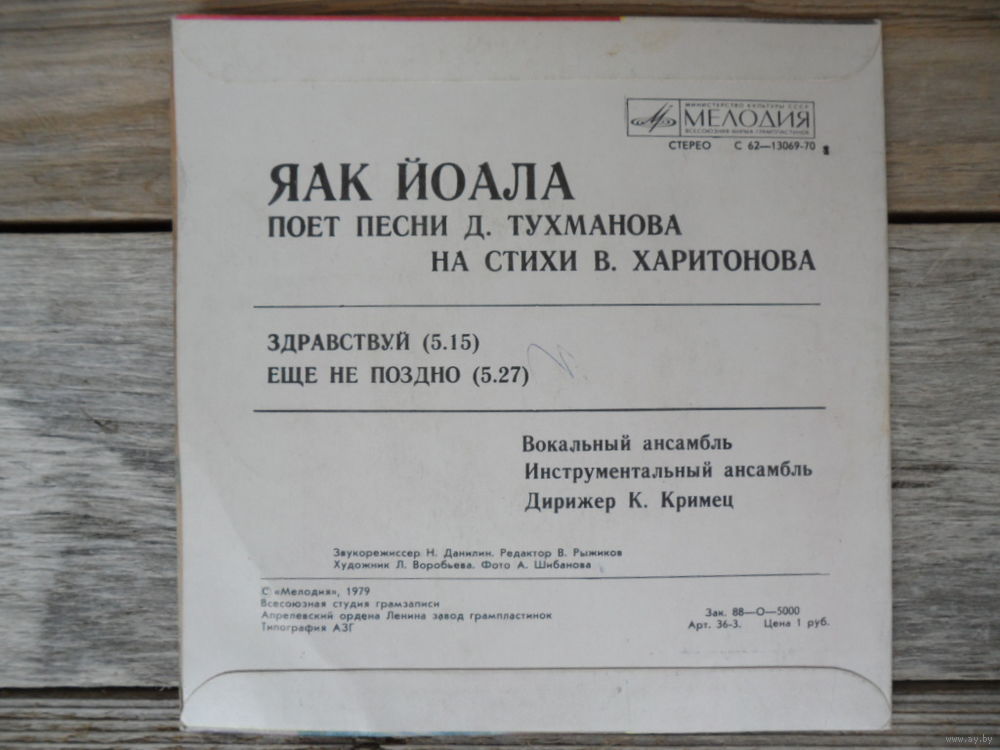 МИНИСТЕРСТВО КУЛЬТУРЫ СССР
МЕЛОДИЯ
ВСЕСОЮЗНАЯ ФИРМА ГРАМПЛАСТИНОК
СТЕРЕО С 62—13069-70
ЯАК ЙОАЛА
ПОЕТ ПЕСНИ Д. ТУХМАНОВА
НА СТИХИ В. ХАРИТОНОВА
ЗДРАВСТВУЙ (5.15)
ЕЩЕ НЕ ПОЗДНО (5.27)
Вокальный ансамбль
Инструментальный ансамбль
Дирижер К. Кримец
Звукорежиссер Н. Данилин. Редактор В. Рыжиков
Художник Л. Воробьева. Фото А. Шибанова
С «Мелодия», 1979
Всесоюзная студия грамзаписи
Апрелевский ордена Ленина завод грампластинок
Типография АЗГ
Зак. 88—О—5000
Арт. 36-3. Цена 1 руб.
www.ay.by